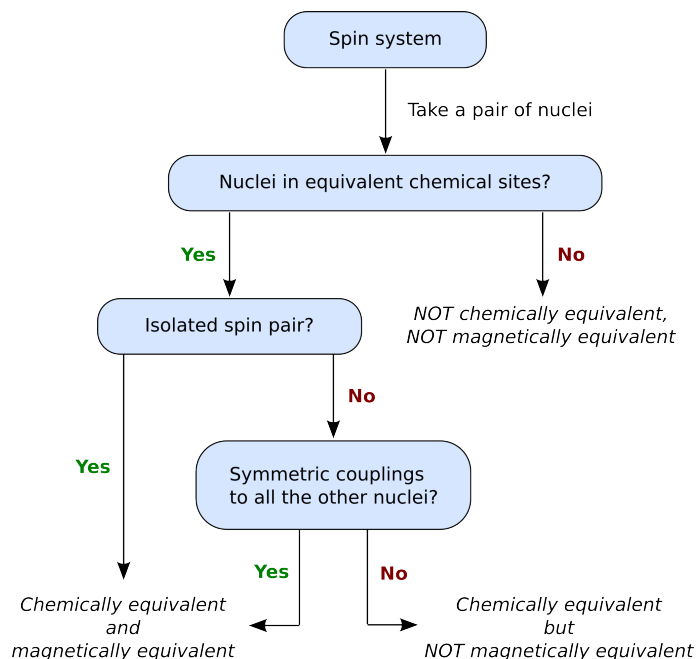 Spin system
Take a pair of nuclei
Nuclei in equivalent chemical sites?
Yes
No
NOT chemically equivalent,
NOT magnetically equivalent
Isolated spin pair?
No
Yes
Symmetric couplings
to all the other nuclei?
Yes
No
Chemically equivalent
and
magnetically equivalent
Chemically equivalent
but
NOT magnetically equivalent